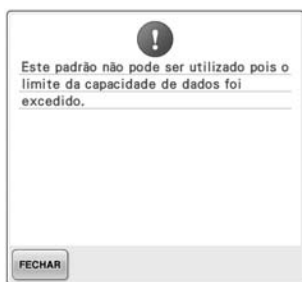 Este padrão não pode ser utilizado pois o
limite da capacidade de dados foi
excedido.
FECHAR